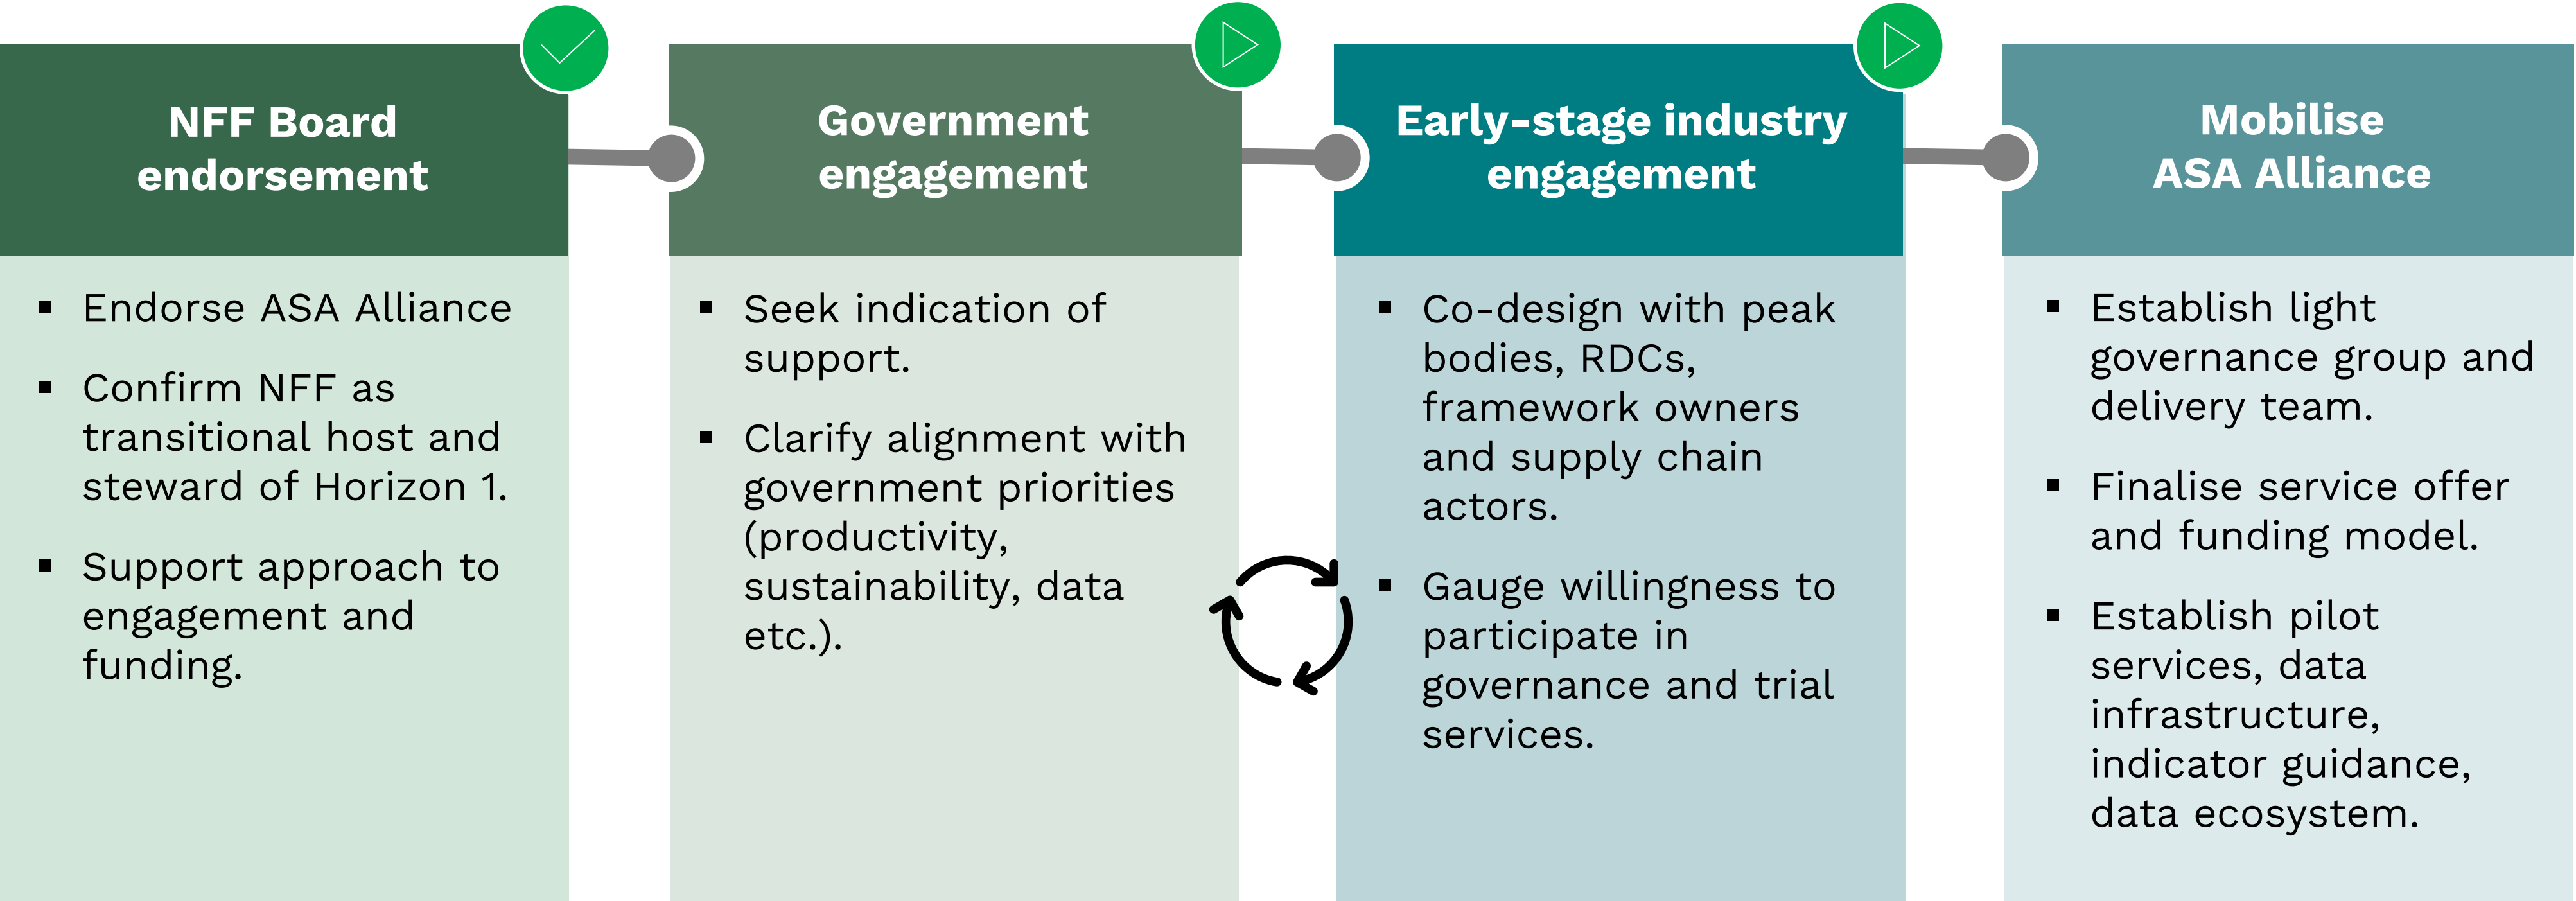 NFF Board
endorsement
▪ Endorse ASA Alliance
▪ Confirm NFF as
transitional host and
steward of Horizon 1.
▪ Support approach to
engagement and
funding.
Government
engagement
▪ Seek indication of
support.
▪ Clarify alignment with
government priorities
(productivity,
sustainability, data
etc.).
Early-stage industry
engagement
▪ Co-design with peak
bodies, RDCs,
framework owners
and supply chain
actors.
▪ Gauge willingness to
participate in
governance and trial
services.
Mobilise
ASA Alliance
▪ Establish light
governance group and
delivery team.
▪ Finalise service offer
and funding model.
▪ Establish pilot
services, data
infrastructure,
indicator guidance,
data ecosystem.